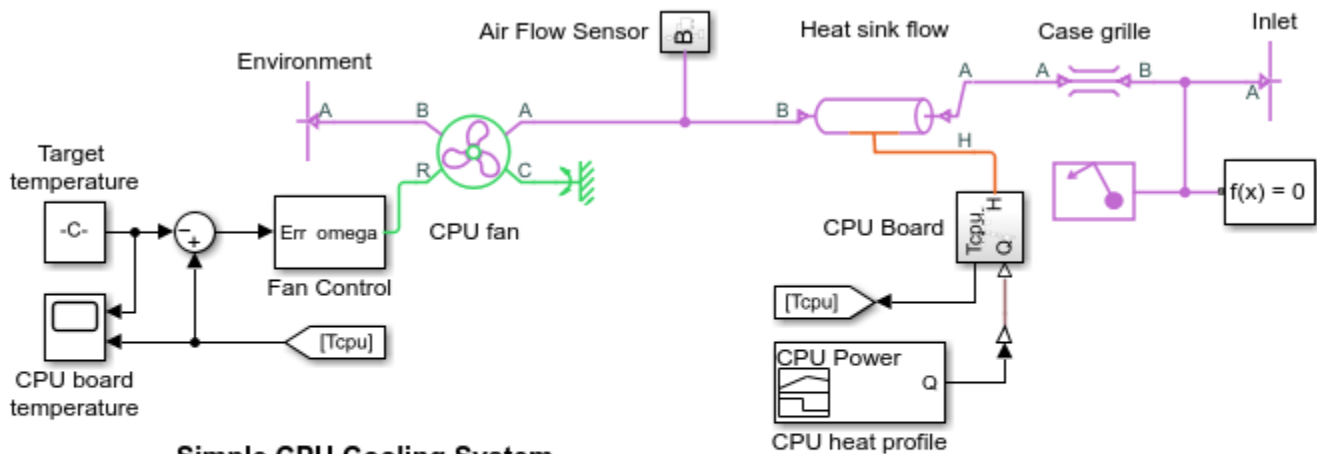 Environment
Air Flow Sensor
B
Heat sink flow
Case grille
Inlet
A
B
A
B
A
A
B
A
R
C
H
Target
temperature
-C-
−
+
Err omega
Fan Control
CPU fan
CPU board
temperature
[Tcpu]
CPU Board
Tcpu
H
Q
[Tcpu]
f(x) = 0
CPU Power
Q
CPU heat profile
Simple CPU Cooling System